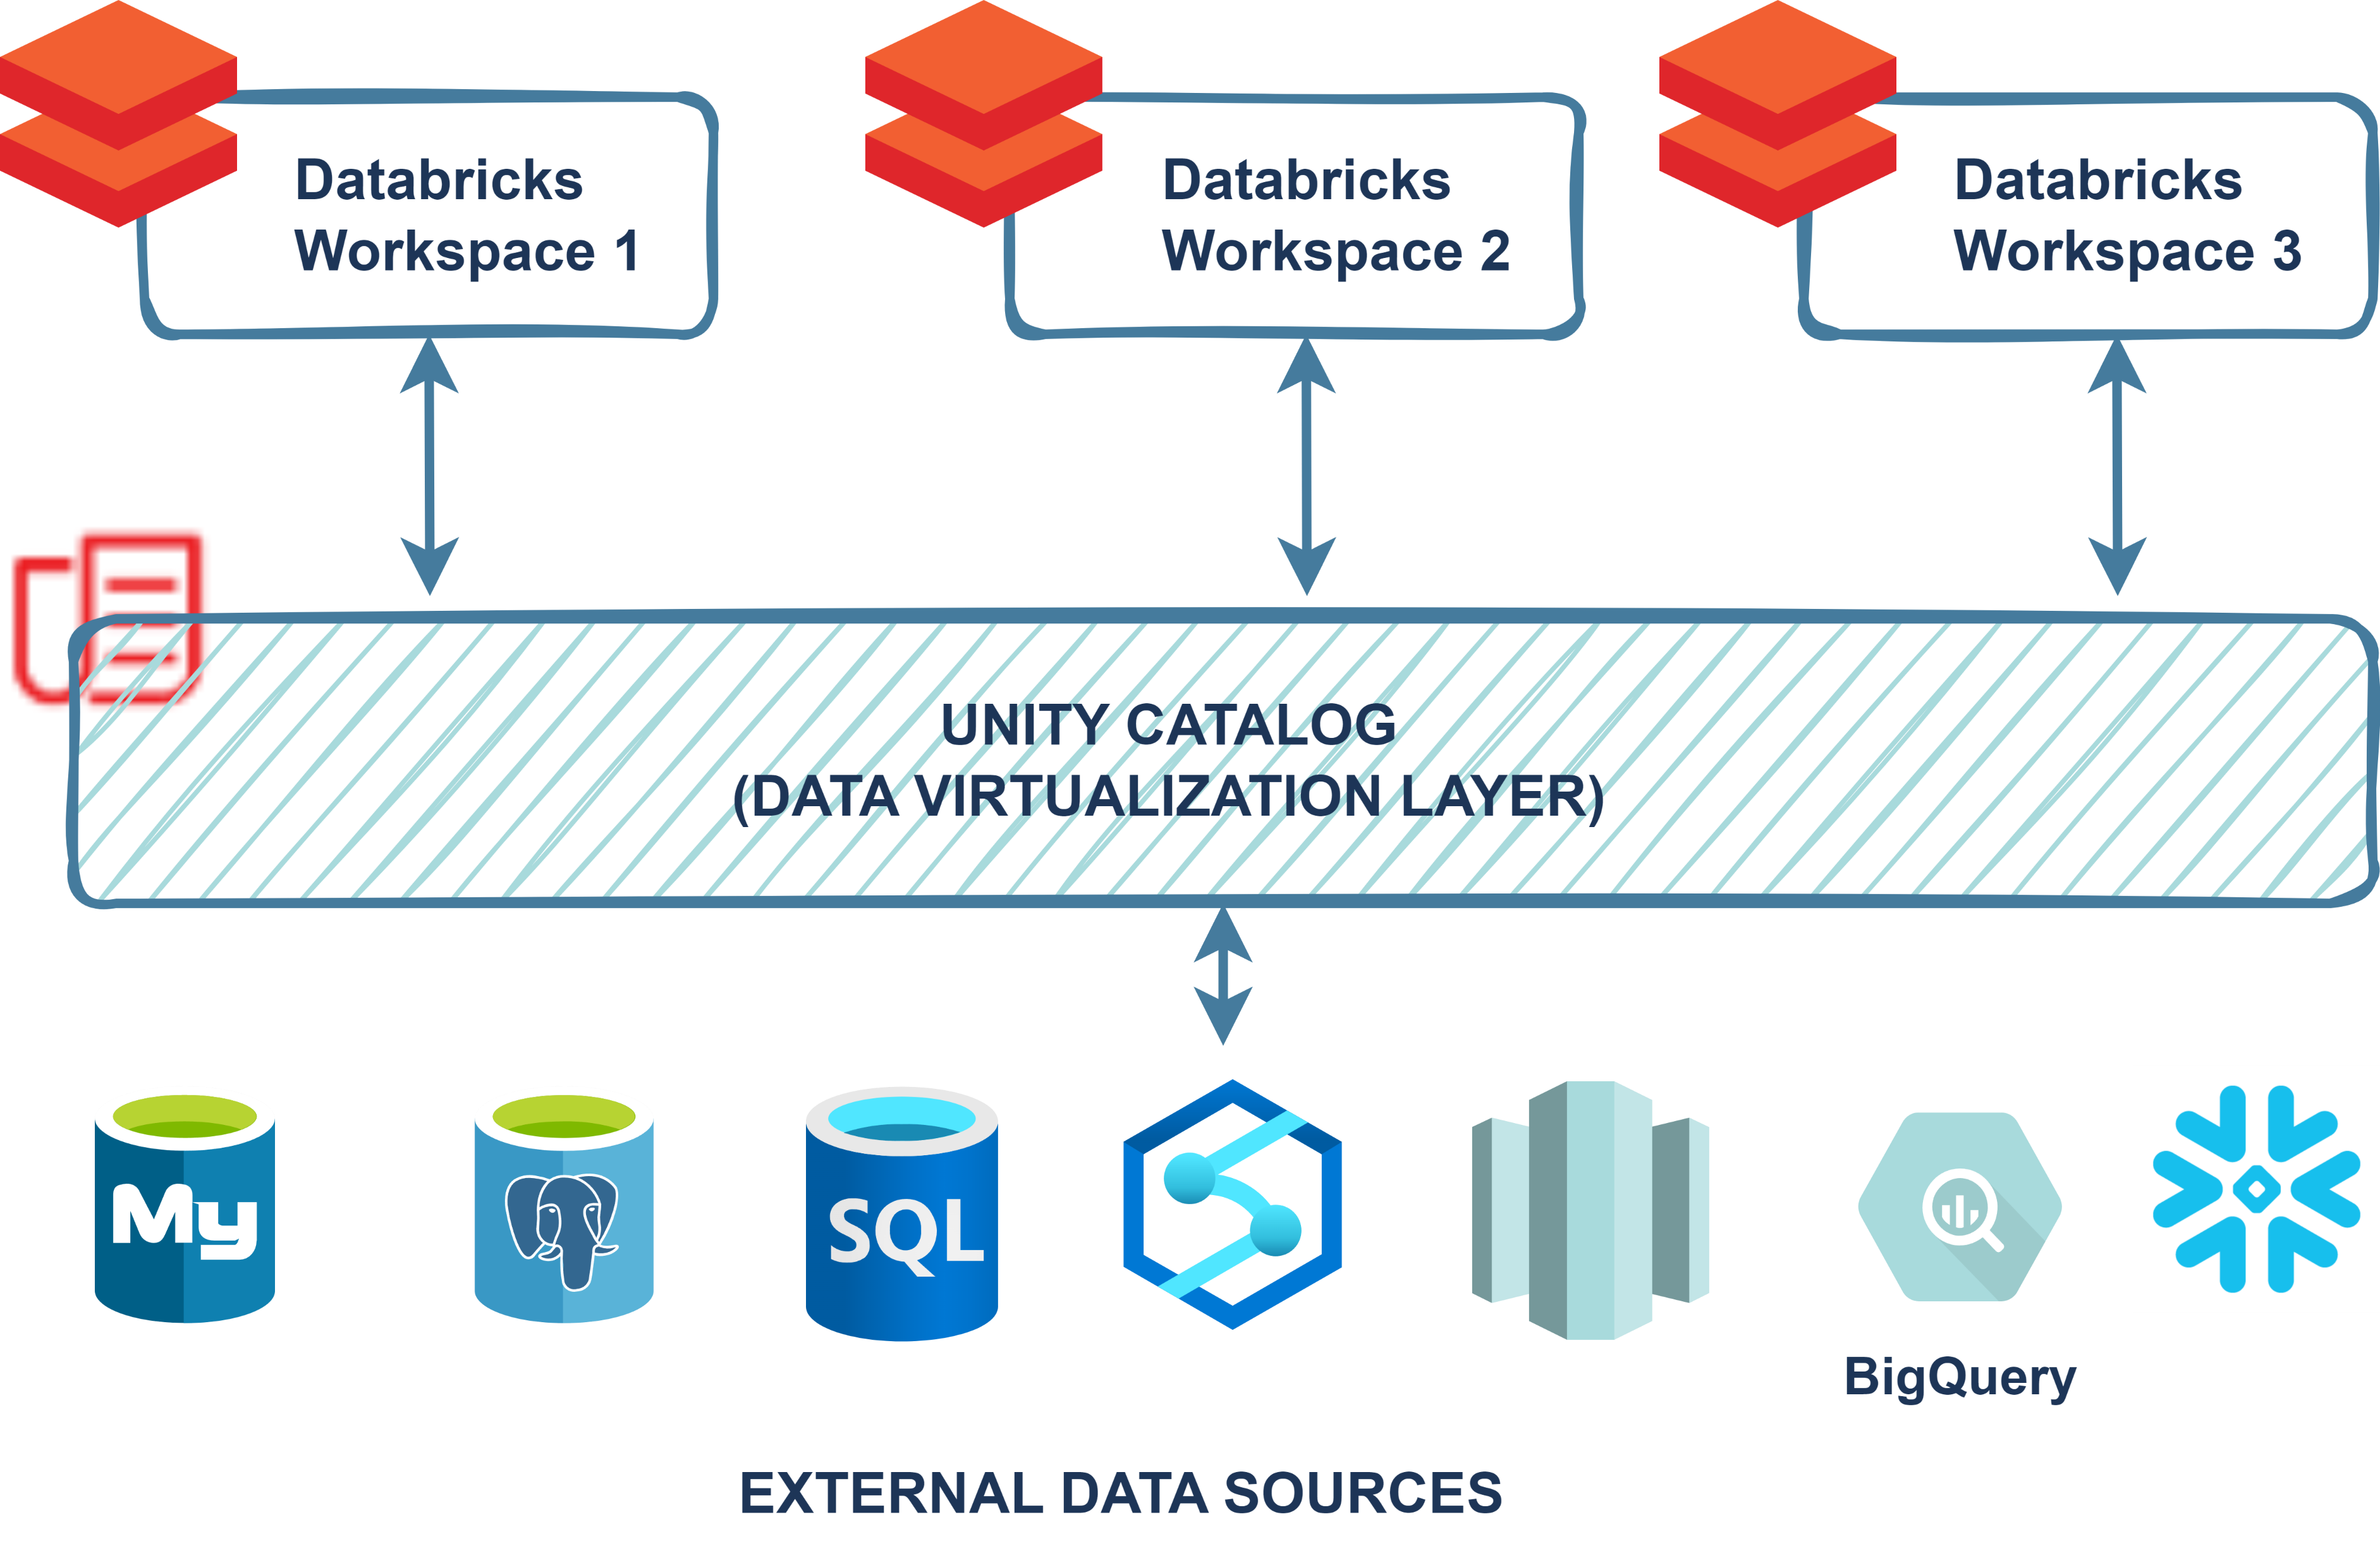 Databricks
Workspace 1
Databricks
Workspace 2
Databricks
Workspace 3
UNITY CATALOG
(DATA VIRTUALIZATION LAYER)
My
SQL
BigQuery
EXTERNAL DATA SOURCES